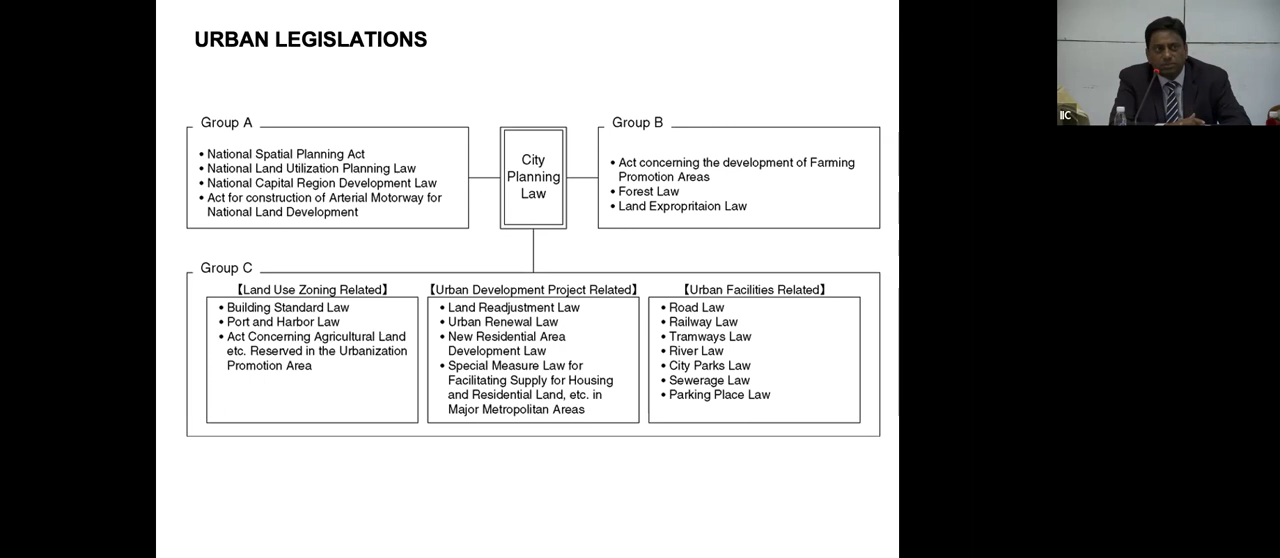 URBAN LEGISLATIONS
Group A
• National Spatial Planning Act
• National Land Utilization Planning Law
• National Capital Region Development Law
• Act for construction of Arterial Motorway for
National Land Development
City
Planning
Law
Group B
• Act concerning the development of Farming
Promotion Areas
• Forest Law
• Land Expropritaion Law
Group C
【Land Use Zoning Related】
• Building Standard Law
• Port and Harbor Law
• Act Concerning Agricultural Land
etc. Reserved in the Urbanization
Promotion Area
【Urban Development Project Related】
• Land Readjustment Law
• Urban Renewal Law
• New Residential Area
Development Law
• Special Measure Law for
Facilitating Supply for Housing
and Residential Land, etc. in
Major Metropolitan Areas
【Urban Facilities Related】
• Road Law
• Railway Law
• Tramways Law
• River Law
• City Parks Law
• Sewerage Law
• Parking Place Law
IIC